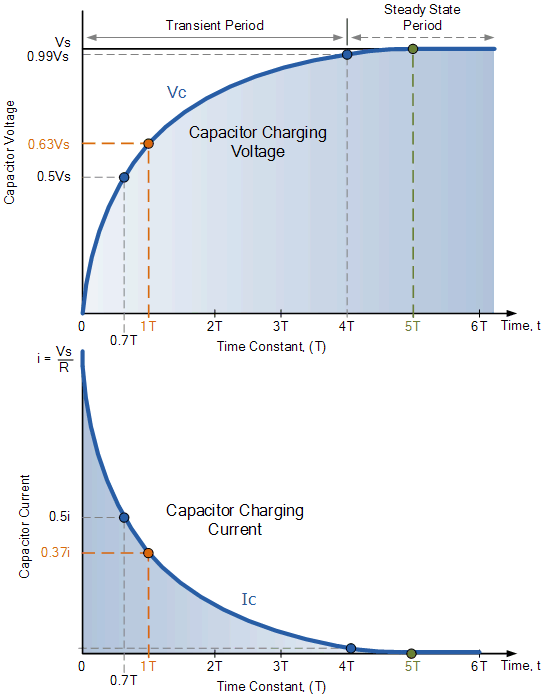 Transient Period
Steady State
Period
Vs
0.99Vs
Vc
Capacitor Charging
Voltage
0.63Vs
0.5Vs
Capacitor Voltage
0
1T
2T
3T
4T
5T
6T
Time, t
0.7T
Time Constant, (T)
i = Vs
R
Capacitor Charging
Current
0.5i
0.37i
Capacitor Current
Ic
0
1T
2T
3T
4T
5T
6T
Time, t
0.7T
Time Constant, (T)